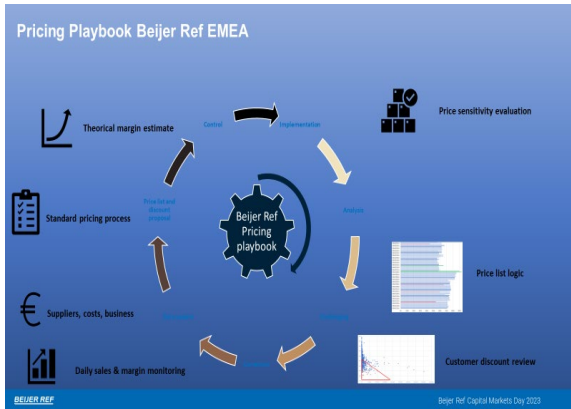 Pricing Playbook Beijer Ref EMEA
Control
Implementation
Theorical margin estimate
Price sensitivity evaluation
Price list and
discount
proposal
Analyse
Standard pricing process
Beijer Ref
Pricing
playbook
Price list logic
Suppliers, costs, business
Daily sales & margin monitoring
Customer discount review
BEIJER REF
Beijer Ref Capital Markets Day 2023